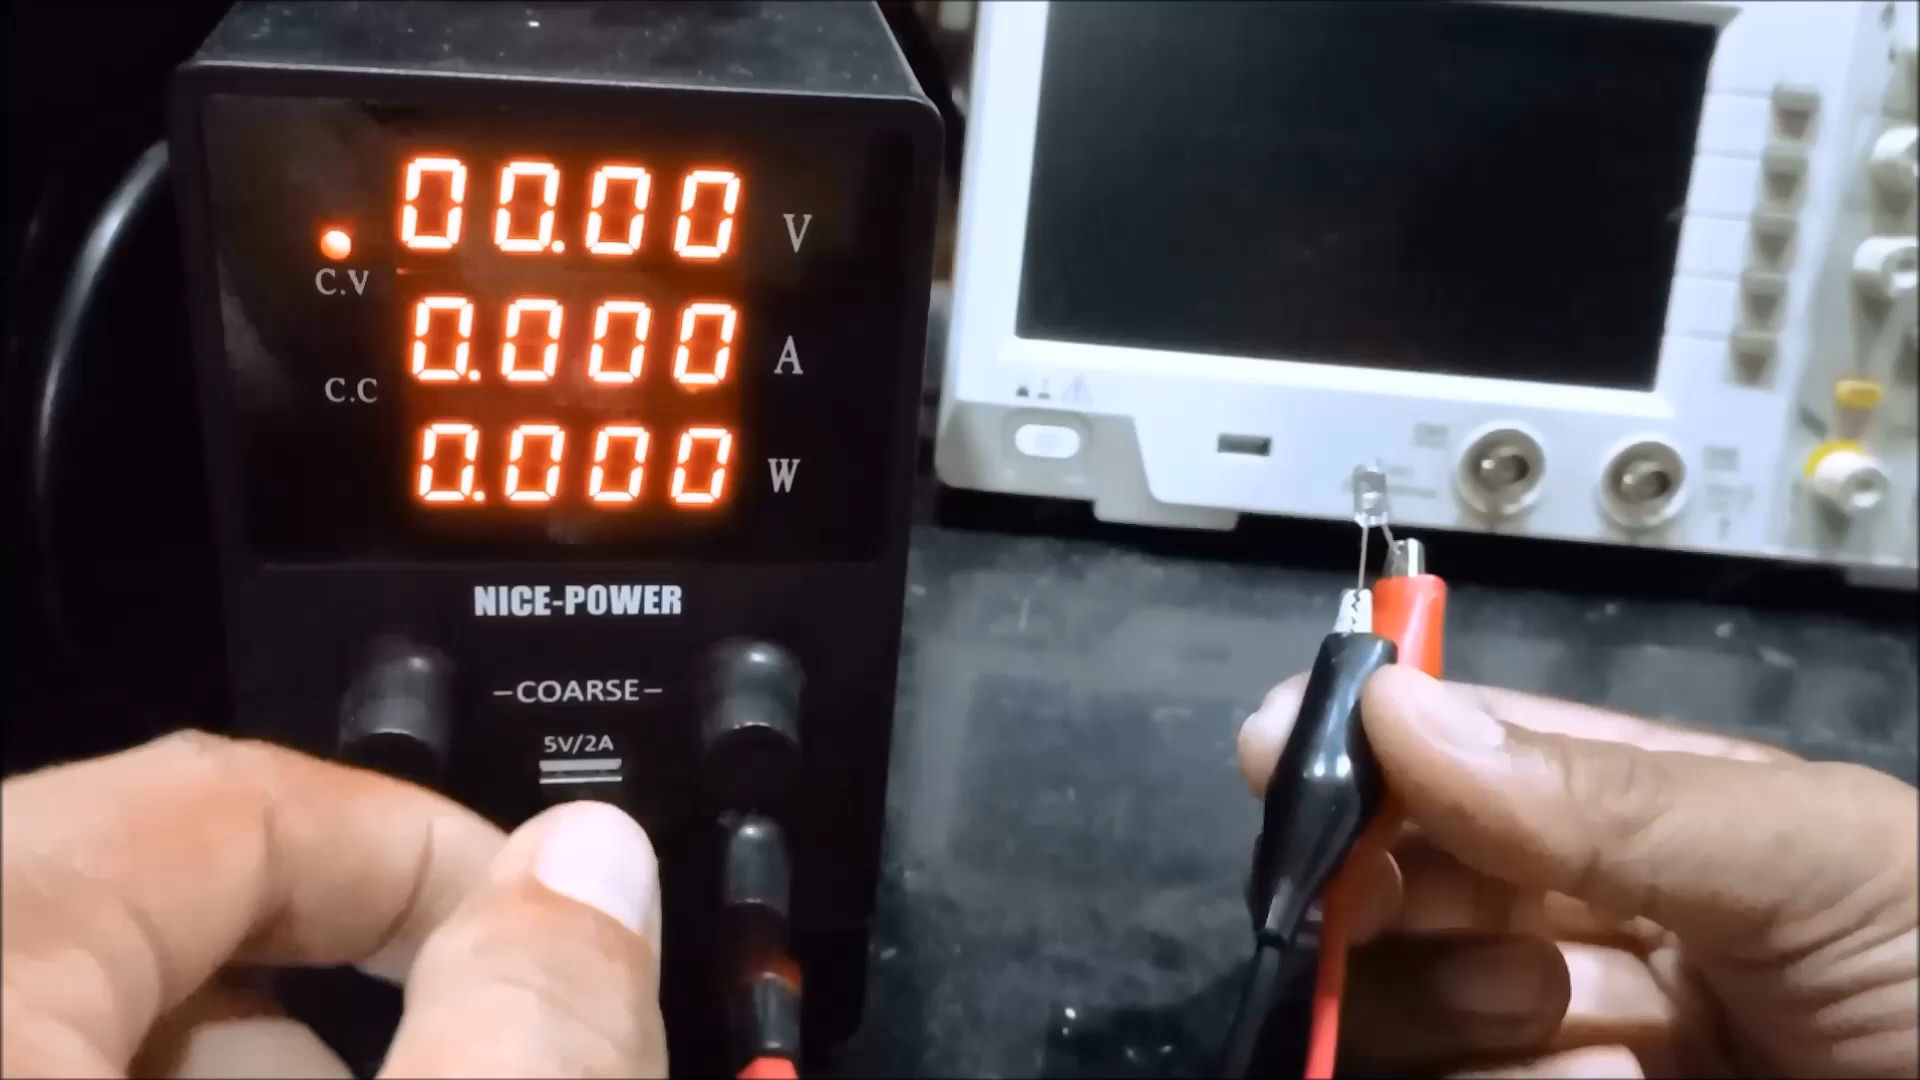 00.00 V
C.V
0.000 A
C.C
0.000 W
NICE-POWER
-COARSE-
5V/2A